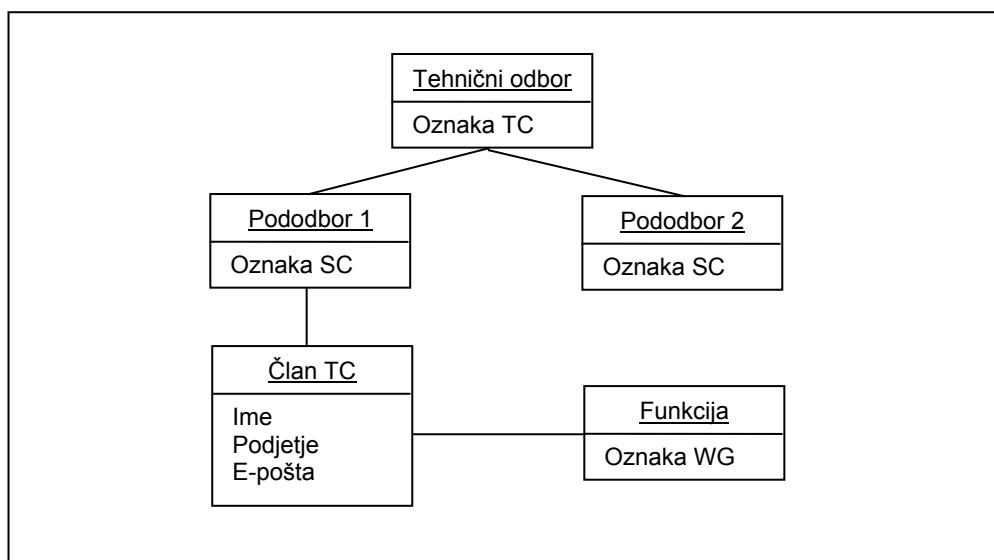 Tehnični odbor
Oznaka TC
Pododbor 1
Oznaka SC
Pododbor 2
Oznaka SC
Član TC
Ime
Podjetje
E-pošta
Funkcija
Oznaka WG